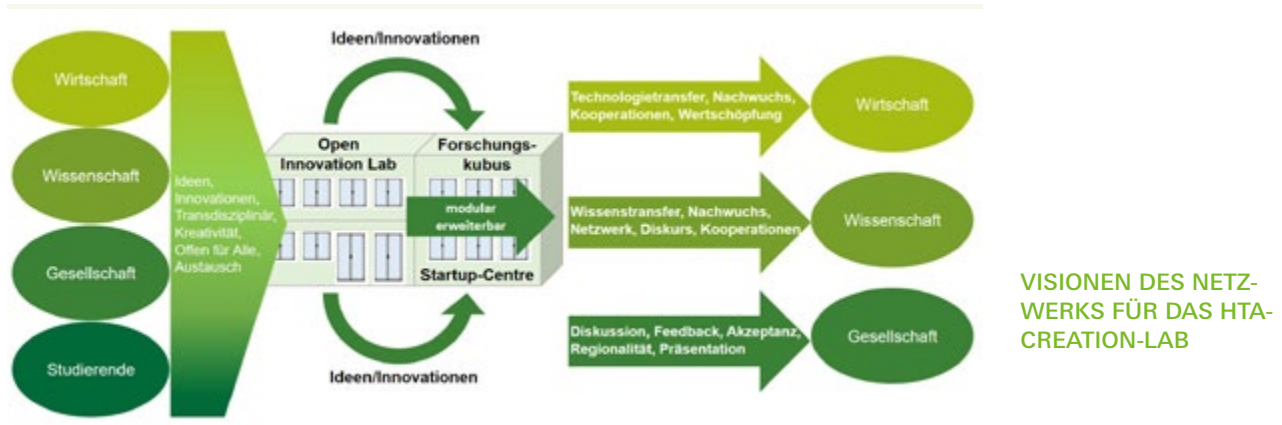 Wirtschaft
Wissenschaft
Gesellschaft
Studierende
Ideen,
Innovationen,
Transdisziplinär,
Kreativität,
Offen für Alle,
Austausch
Ideen/Innovationen
Open
Innovation Lab
Forschungs-
kubus
modular
erweiterbar
Startup-Centre
Ideen/Innovationen
Technologietransfer, Nachwuchs,
Kooperationen, Wertschöpfung
Wirtschaft
Wissenstransfer, Nachwuchs,
Netzwerk, Diskurs, Kooperationen
Wissenschaft
Diskussion, Feedback, Akzeptanz,
Regionalität, Präsentation
Gesellschaft
VISIONEN DES NETZ-
WERKS FÜR DAS HTA-
CREATION-LAB